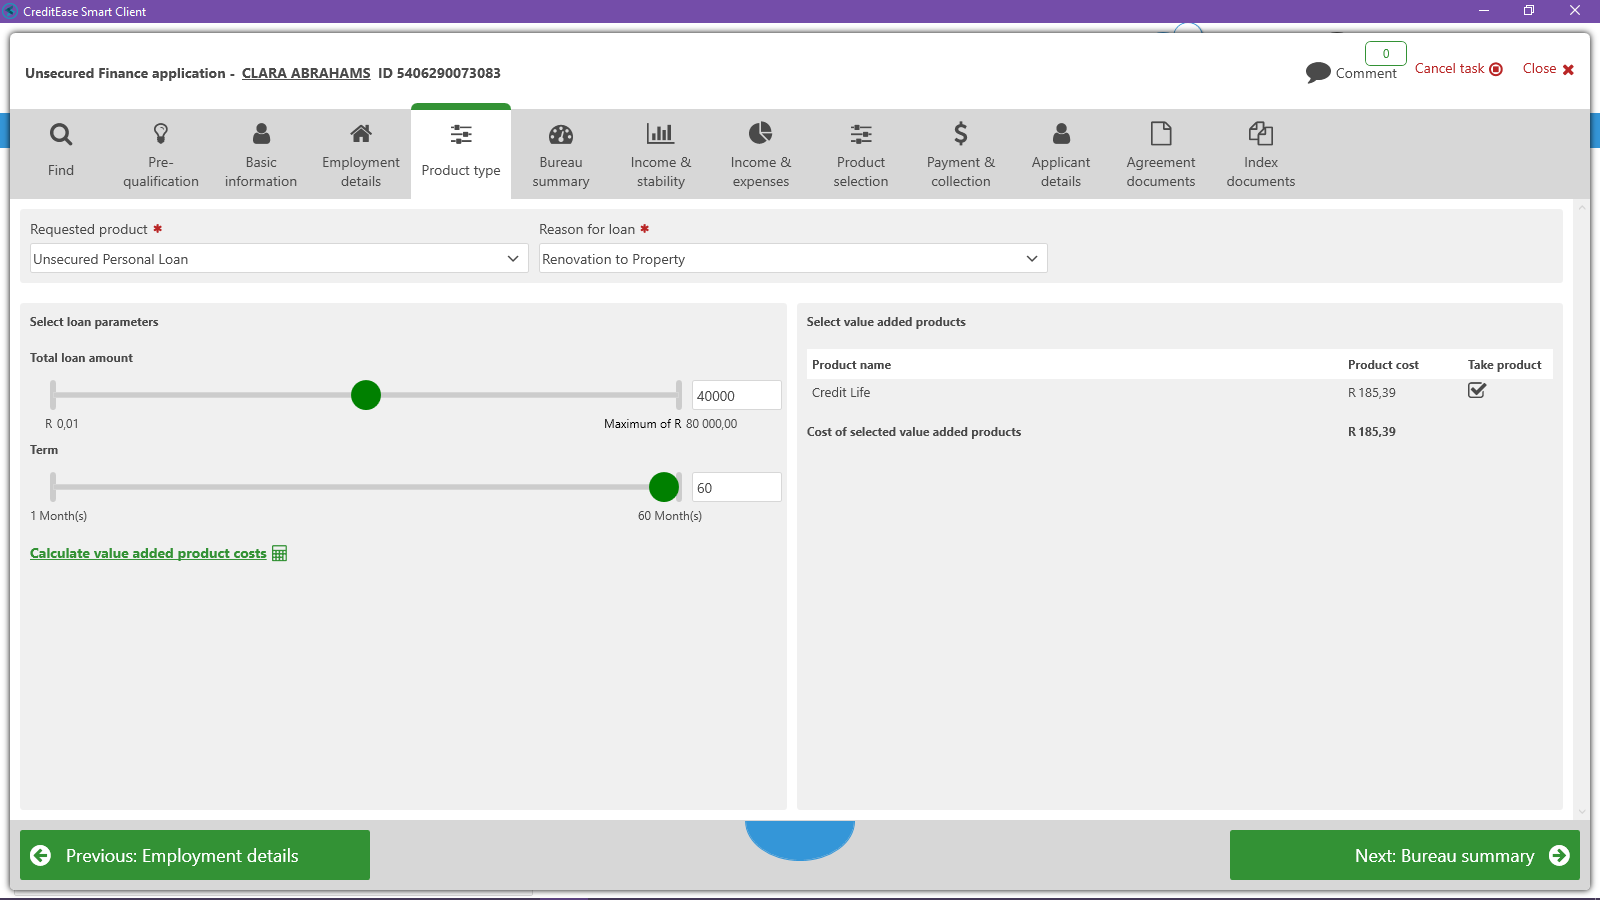 CreditEase Smart Client
Unsecured Finance application - CLARA ABRAHAMS ID 5406290073083
0
Comment
Cancel task
Close
Find
Pre-
qualification
Basic
information
Employment
details
Product type
Bureau
summary
Income &
stability
Income &
expenses
Product
selection
Payment &
collection
Applicant
details
Agreement
documents
Index
documents
Requested product *
Reason for loan *
Unsecured Personal Loan
Renovation to Property
Select loan parameters
Total loan amount
40000
R 0,01
Maximum of R 80 000,00
Term
60
1 Month(s)
60 Month(s)
Calculate value added product costs
Select value added products
Product name Product cost Take product
Credit Life R 185,39
Cost of selected value added products R 185,39
Previous: Employment details
Next: Bureau summary